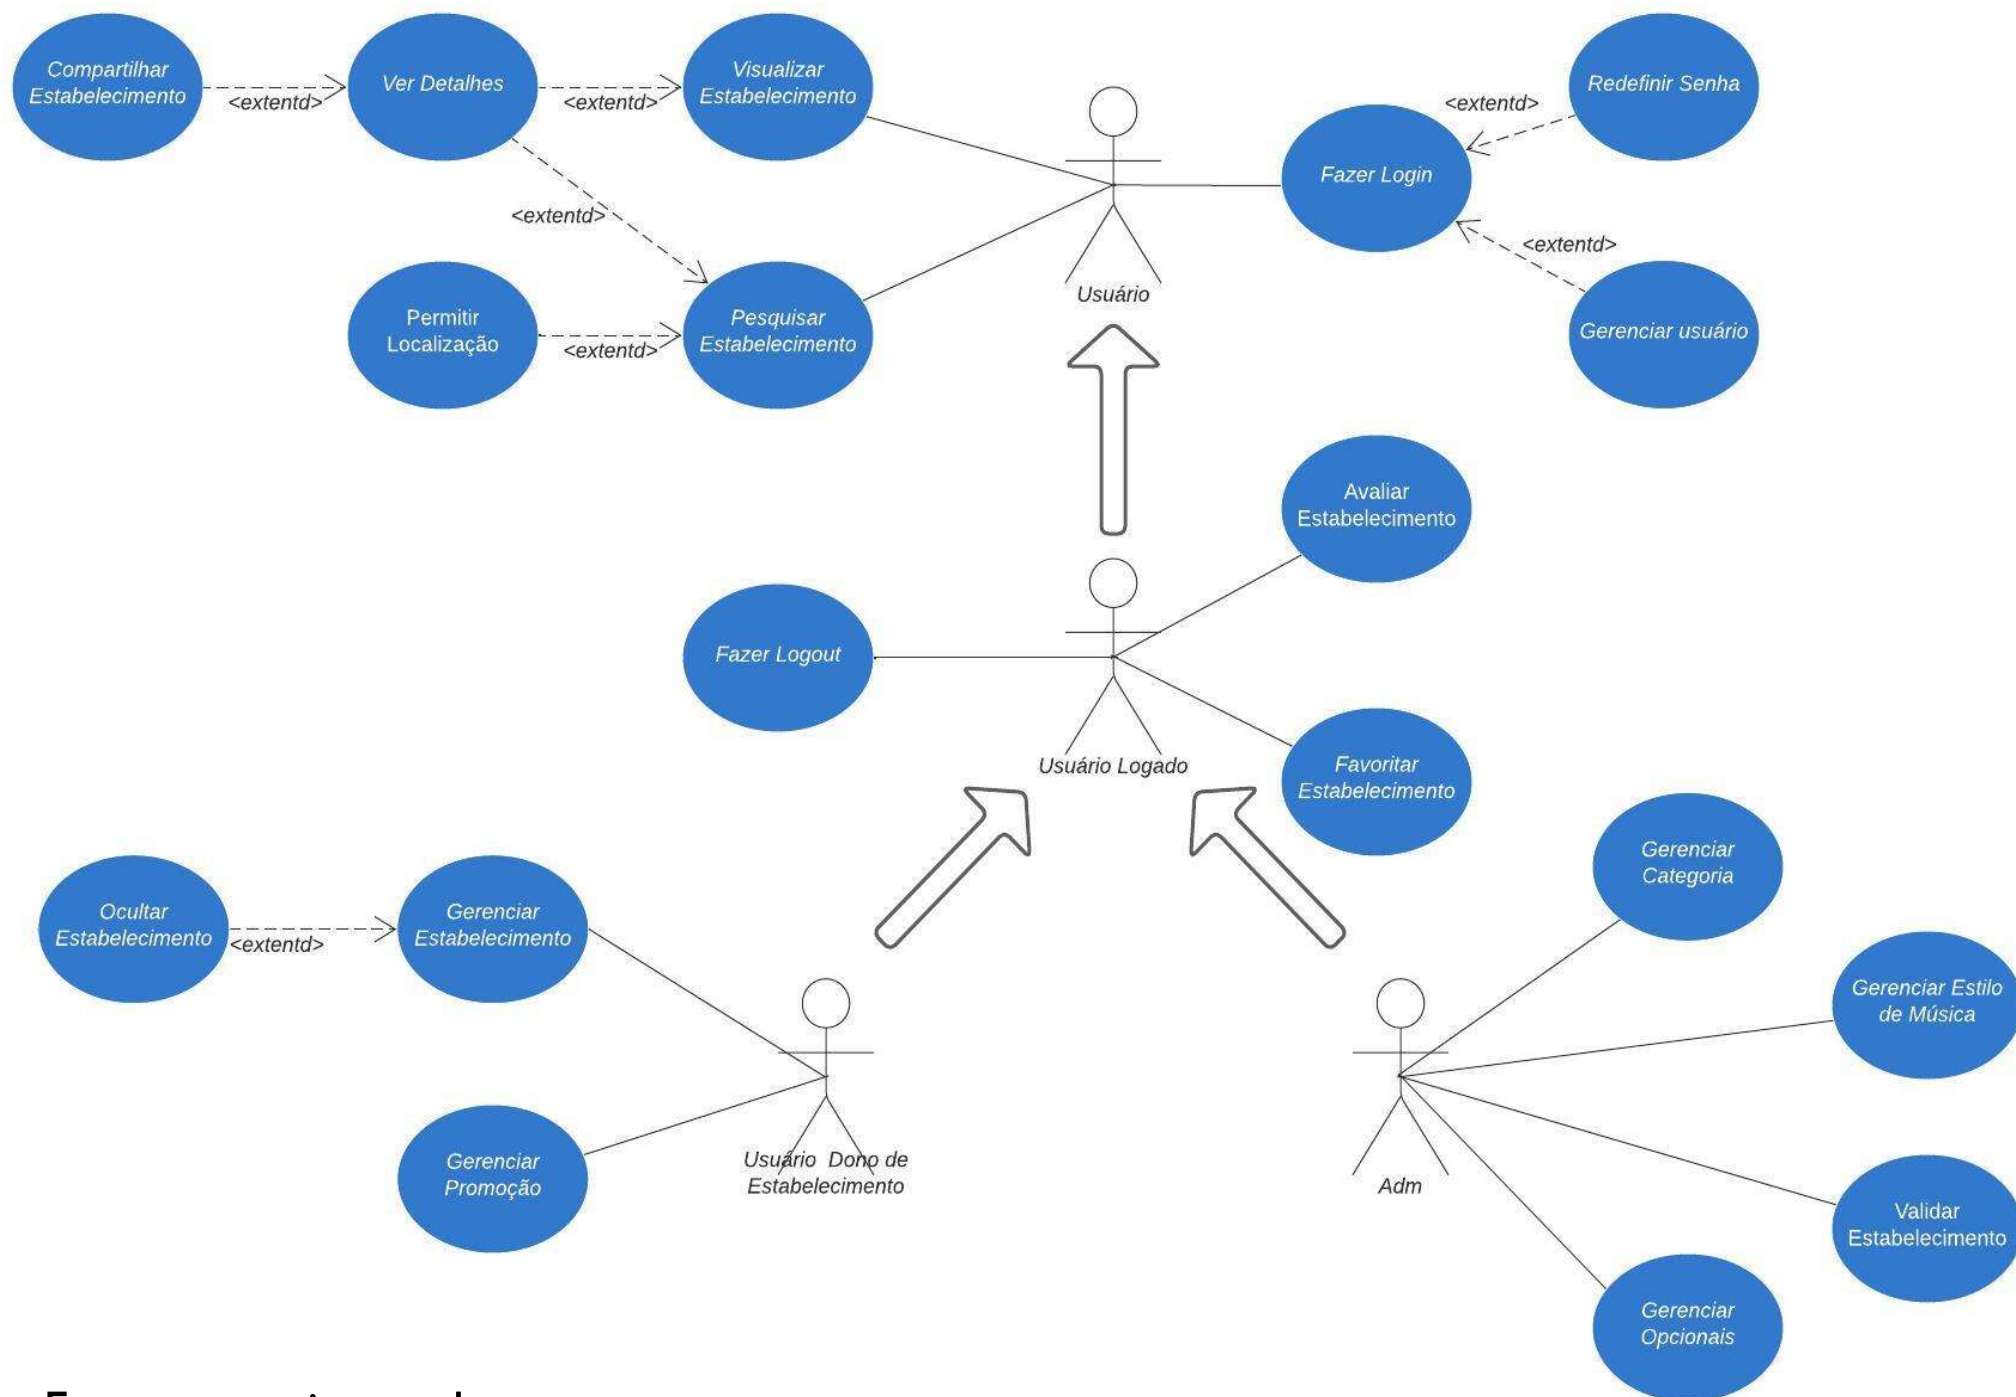 Compartilhar
Estabelecimento
<extentd>
Ver Detalhes
<extentd>
Visualizar
Estabelecimento
<extentd>
Redefinir Senha
Fazer Login
<extentd>
<extentd>
Usuário
Permitir
Localização
<extentd>
Pesquisar
Estabelecimento
Gerenciar usuário
Avaliar
Estabelecimento
Fazer Logout
Usuário Logado
Favoritar
Estabelecimento
Ocultar
Estabelecimento
<extentd>
Gerenciar
Estabelecimento
Gerenciar
Categoria
Gerenciar Estilo
de Música
Gerenciar
Promoção
Usuário Dono de
Estabelecimento
Adm
Validar
Estabelecimento
Gerenciar
Opcionais